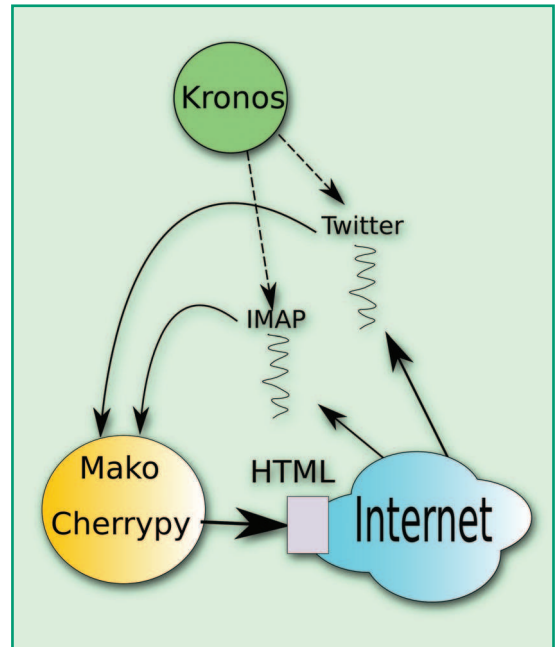 Kronos
Twitter
IMAP
Mako
Cherrypy
HTML
Internet